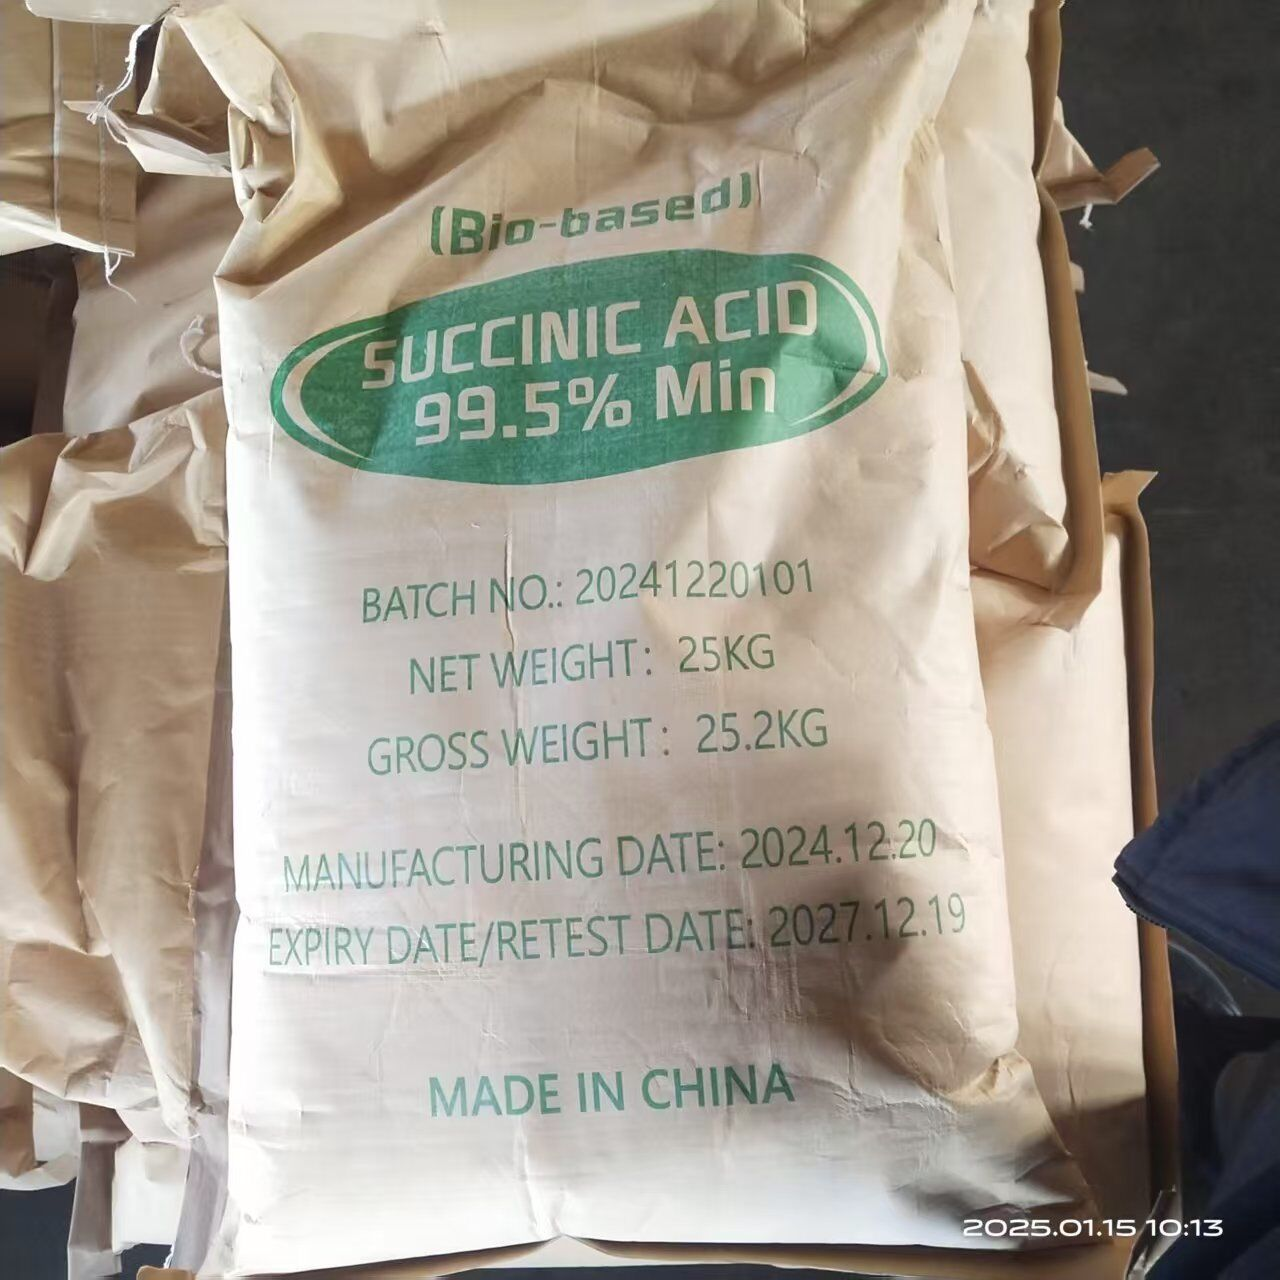 (Bio-based)
SUCCINIC ACID
99.5% Min
BATCH NO.: 20241220101
NET WEIGHT: 25KG
GROSS WEIGHT: 25.2KG
MANUFACTURING DATE: 2024.12.20
EXPIRY DATE/RETEST DATE: 2027.12.19
MADE IN CHINA
2025.01.15 10:13